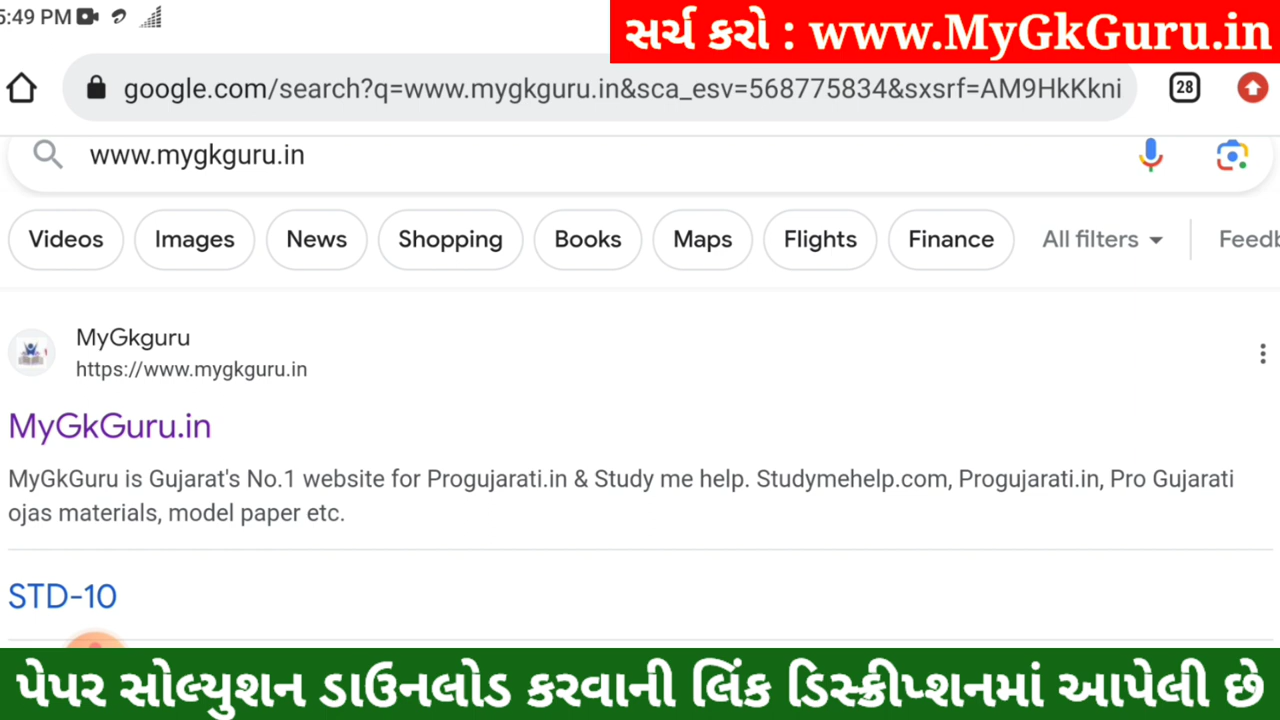 5:49 PM
સર્ચ કરો : www.MyGkGuru.in
google.com/search?q=www.mygkguru.in&sca_esv=568775834&sxsrf=AM9HkKkni
28
www.mygkguru.in
Videos Images News Shopping Books Maps Flights Finance All filters Feedb
MyGkguru
https://www.mygkguru.in
MyGkGuru.in
MyGkGuru is Gujarat's No.1 website for Progujarati.in & Study me help. Studymehelp.com, Progujarati.in, Pro Gujarati
ojas materials, model paper etc.
STD-10
પેપર સોલ્યુશન ડાઉનલોડ કરવાની લિંક ડિસ્ક્રીપ્શનમાં આપેલી છે